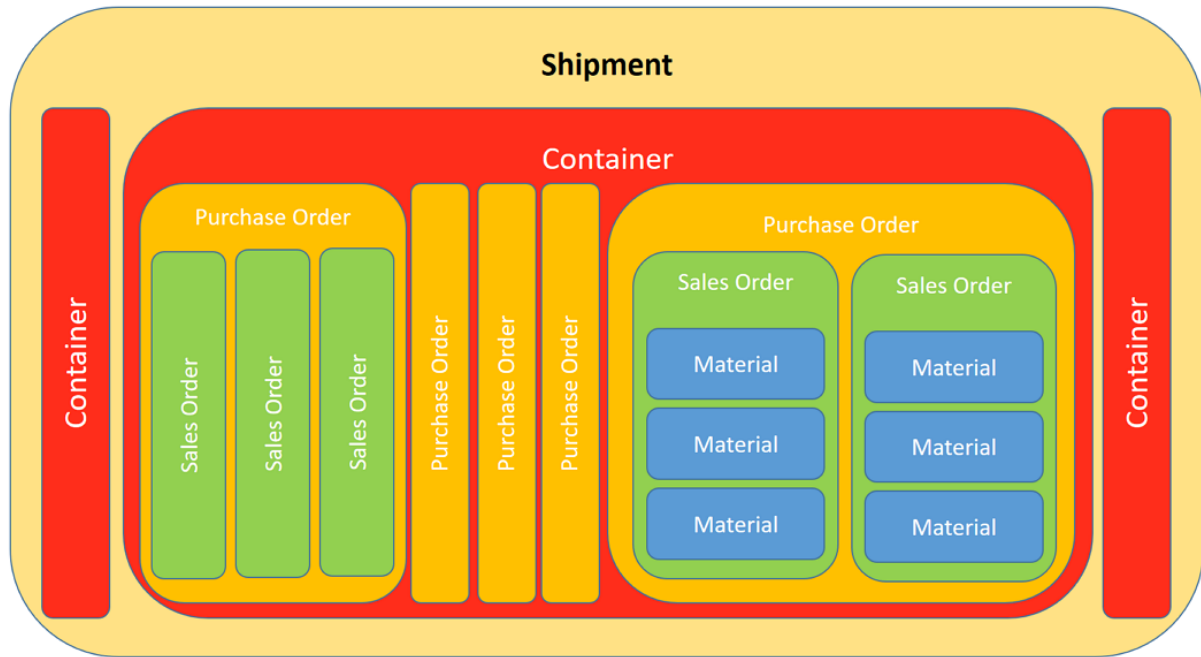 Shipment
Container
Container
Purchase Order
Sales Order
Sales Order
Sales Order
Purchase Order
Purchase Order
Purchase Order
Purchase Order
Sales Order
Material
Material
Material
Sales Order
Material
Material
Material
Container